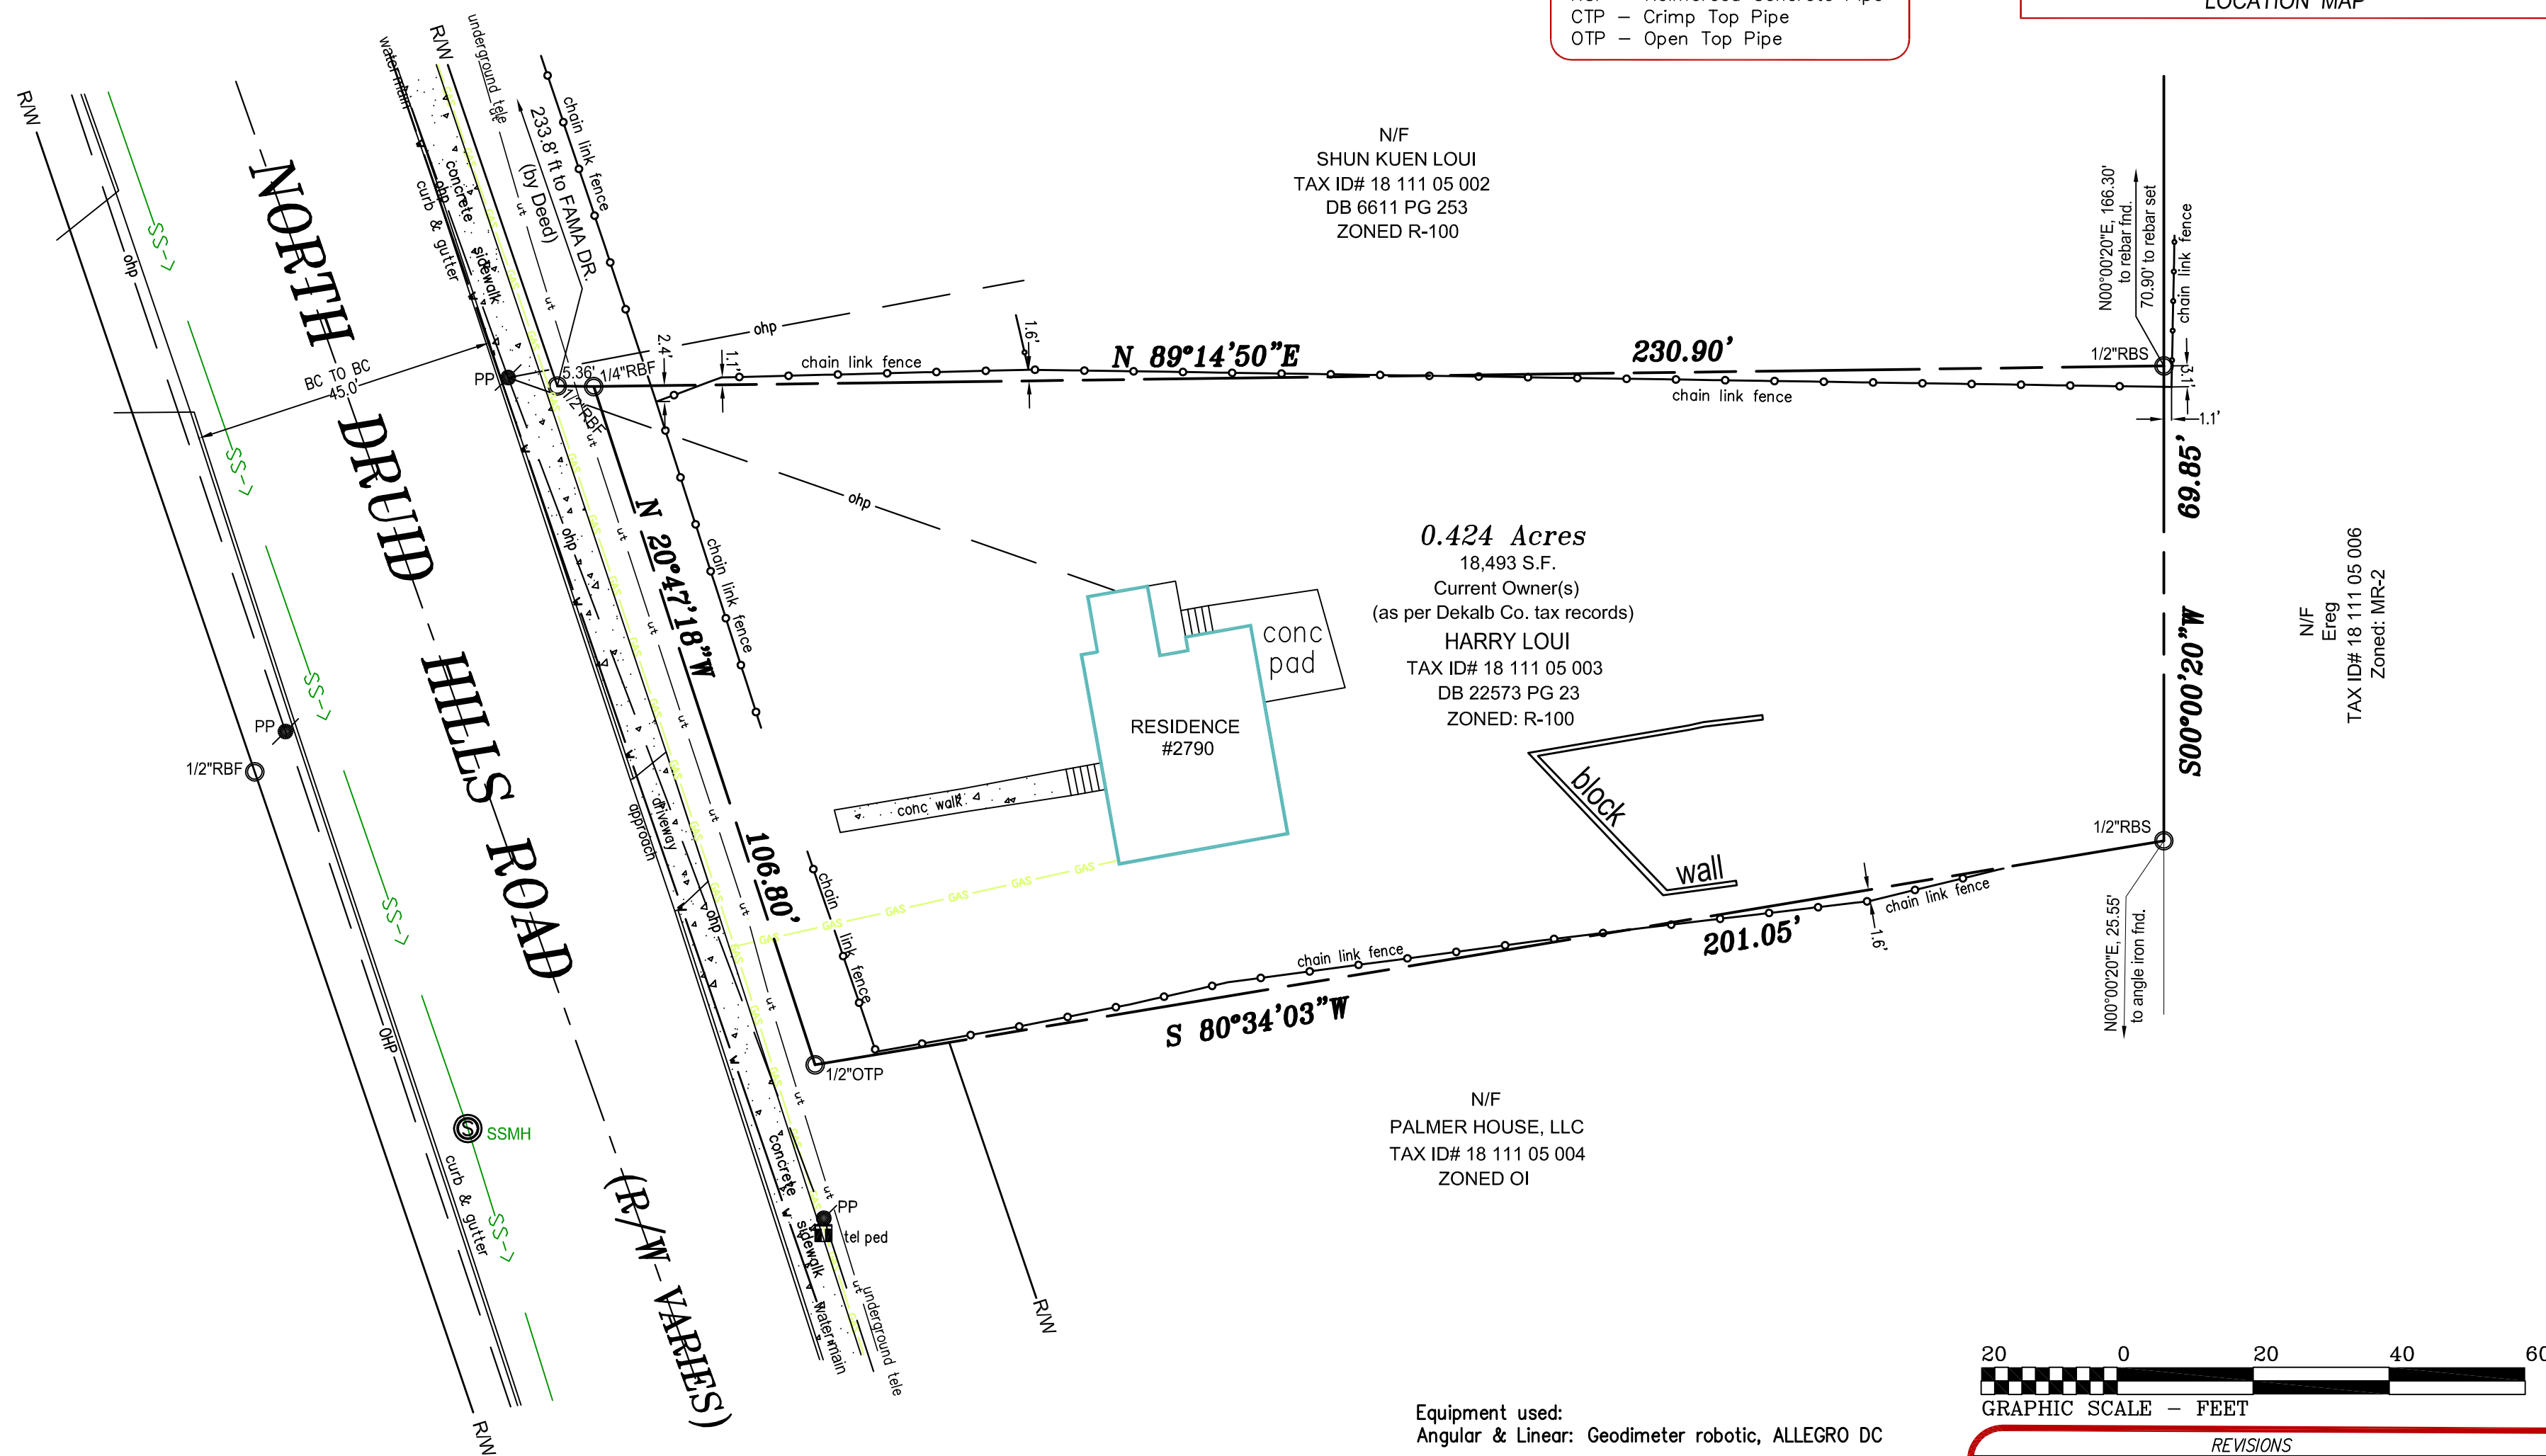 CTP – Crimp Top Pipe
OTP – Open Top Pipe
LOCATION MAP
R/W
water main
R/W
underground tele
ut
233.8' ft to FAMA DR.
(by Deed)
chain link fence
concrete
sidewalk
ohp
curb & gutter
GAS
SS->
ohp
NORTH DRUID HILLS ROAD
(R/W VARIES)
BC TO BC
45.0'
N/F
SHUN KUEN LOUI
TAX ID# 18 111 05 002
DB 6611 PG 253
ZONED R-100
N00°00'20"E, 166.30'
to rebar fnd.
70.90' to rebar set
chain link fence
PP
5.36'
1/4"RBF
1/2"RBF
2.4'
1.1'
ohp
1.6'
chain link fence
N 89°14'50"E
230.90'
chain link fence
1/2"RBS
3.1'
1.1'
69.85'
S00°00'20"W
ohp
N 20°47'18"W
106.80'
chain link fence
0.424 Acres
18,493 S.F.
Current Owner(s)
(as per Dekalb Co. tax records)
HARRY LOUI
TAX ID# 18 111 05 003
DB 22573 PG 23
ZONED: R-100
N/F
Ereg
TAX ID# 18 111 05 006
Zoned: MR-2
conc
pad
RESIDENCE
#2790
conc walk
block
wall
PP
1/2"RBF
driveway
approach
ohp
GAS
chain link fence
1/2"RBS
N00°00'20"E, 25.55'
to angle iron fnd.
chain link fence
1.6'
201.05'
chain link fence
S 80°34'03"W
1/2"OTP
OHP
SSMH
S
curb & gutter
N/F
PALMER HOUSE, LLC
TAX ID# 18 111 05 004
ZONED OI
concrete
sidewalk
PP
tel ped
water main
underground tele
R/W
R/W
20 0 20 40 60
GRAPHIC SCALE – FEET
Equipment used:
Angular & Linear: Geodimeter robotic, ALLEGRO DC
REVISIONS